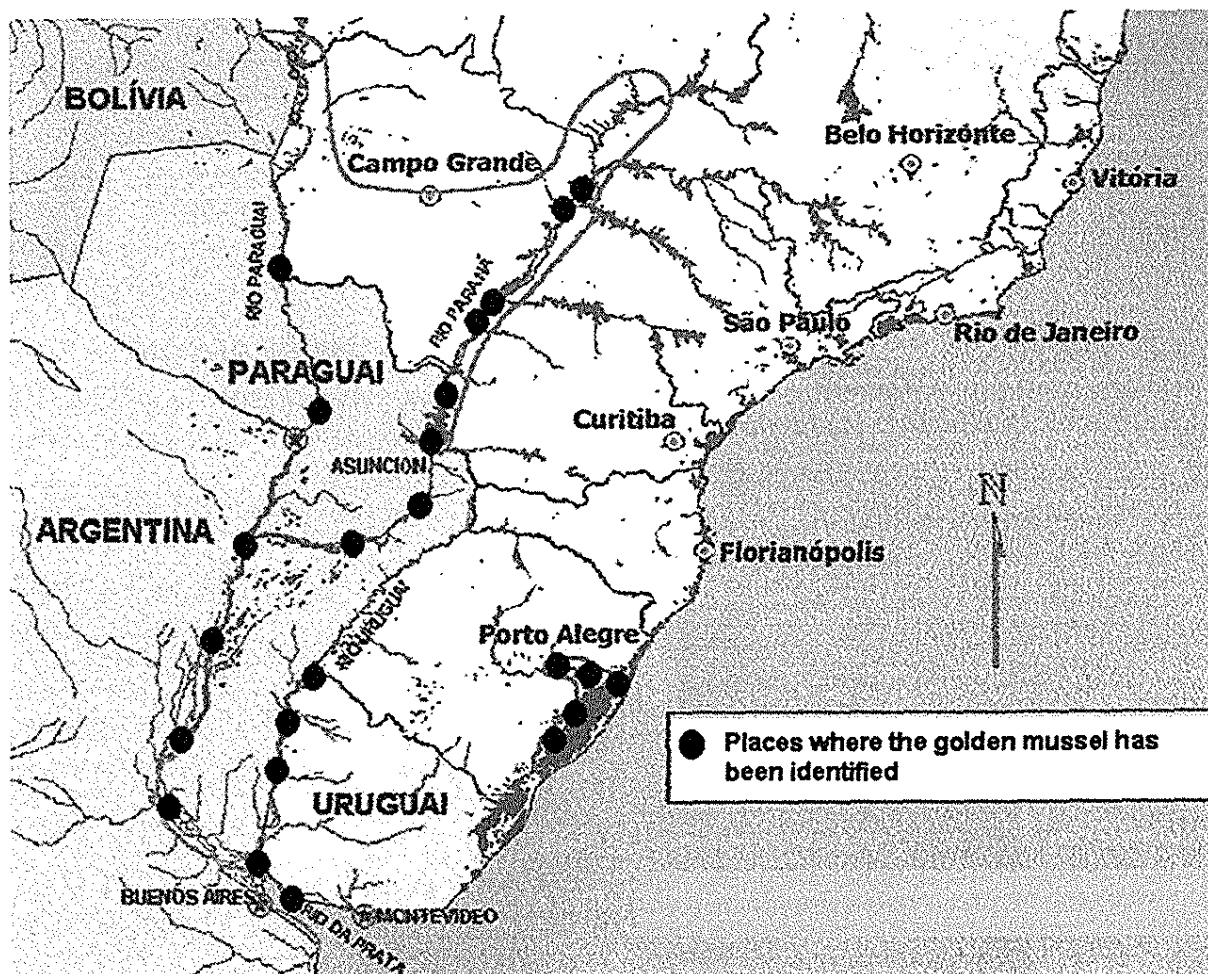 BOLÍVIA
Belo Horizonte
Campo Grande
Vitória
RIO PARAGUAI
RIO PARANÁ
São Paulo
Rio de Janeiro
PARAGUAI
Curitiba
ASUNCION
N
ARGENTINA
Florianópolis
RIO URUGUAI
Porto Alegre
Places where the golden mussel has
been identified
URUGUAI
BUENOS AIRES
MONTEVIDEO
RIO DA PRATA